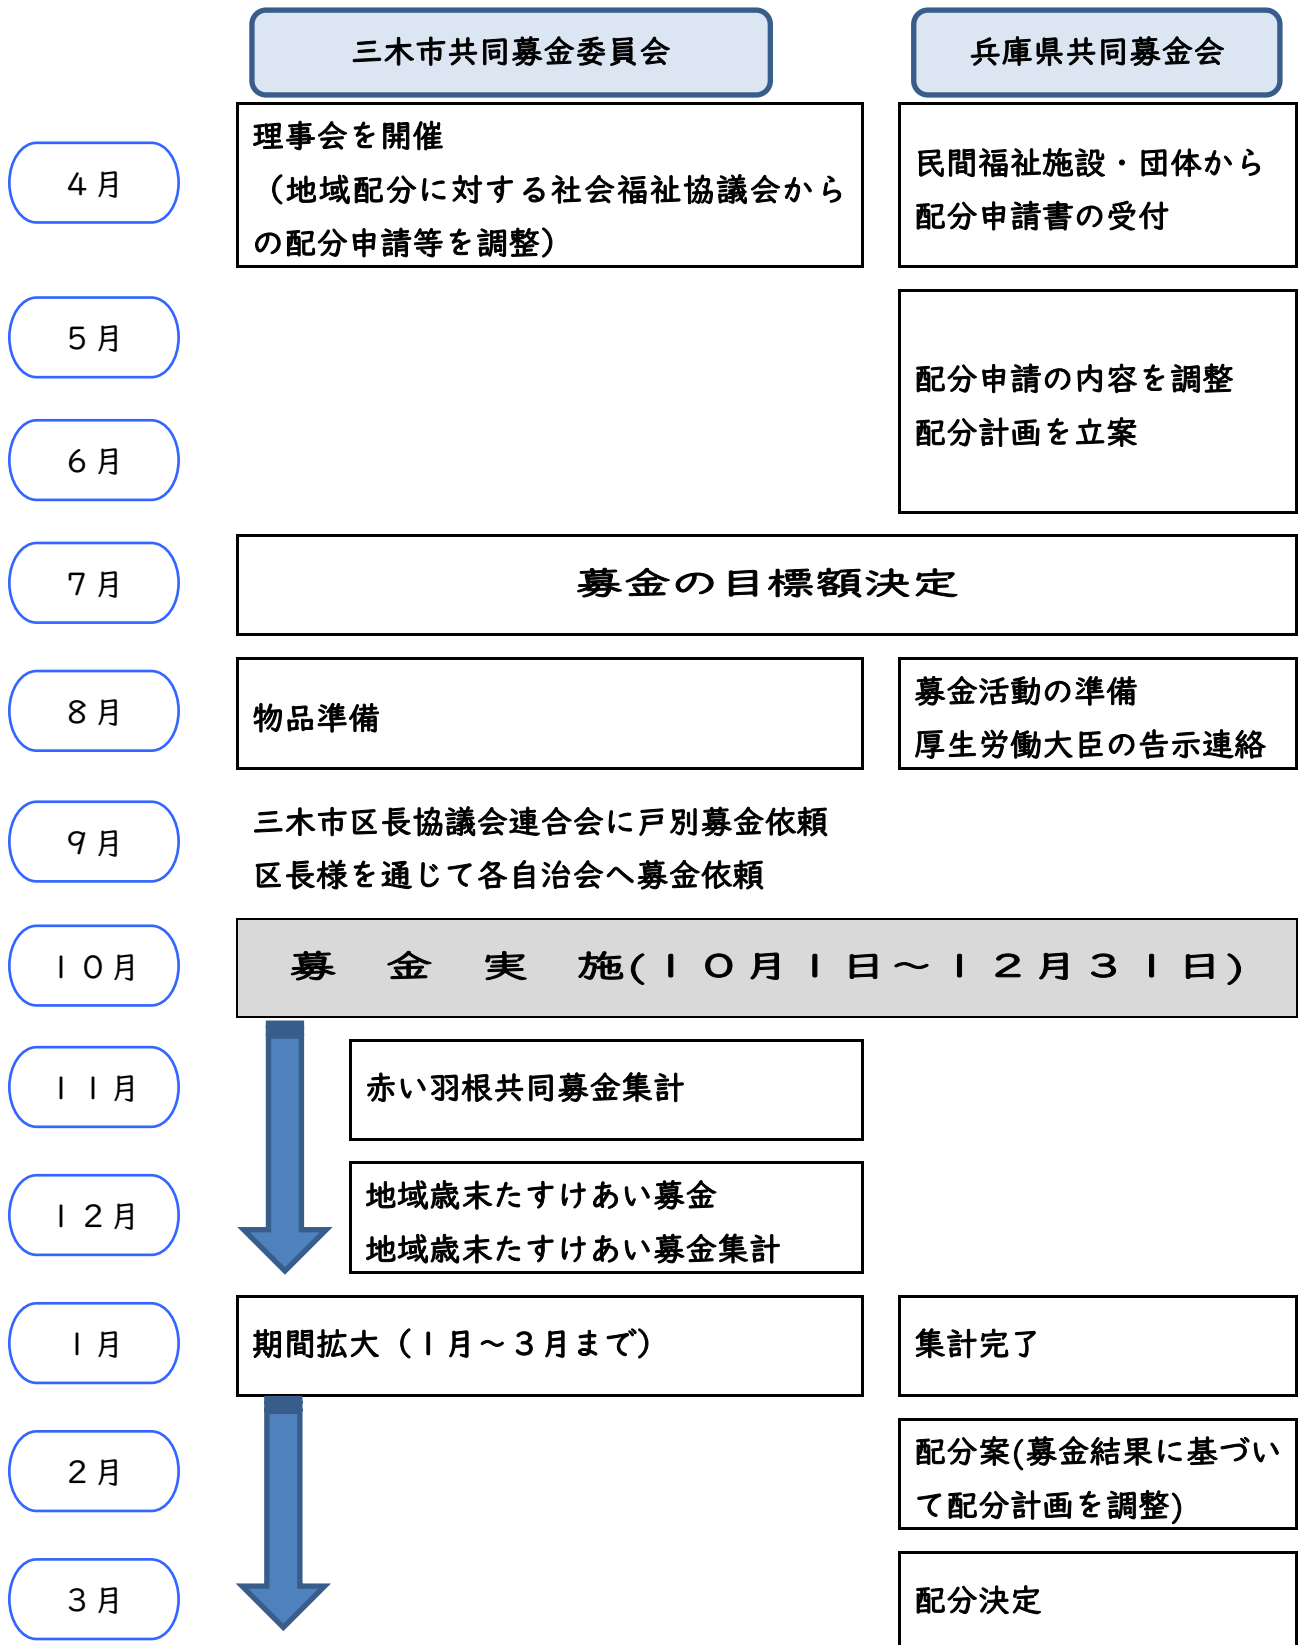 三木市共同募金委員会
兵庫県共同募金会
４月
理事会を開催
（地域配分に対する社会福祉協議会から
の配分申請等を調整）
民間福祉施設・団体から
配分申請書の受付
５月
６月
配分申請の内容を調整
配分計画を立案
７月
募金の目標額決定
８月
物品準備
募金活動の準備
厚生労働大臣の告示連絡
９月
三木市区長協議会連合会に戸別募金依頼
区長様を通じて各自治会へ募金依頼
１０月
募　金　実　施(１０月１日～１２月３１日)
１１月
赤い羽根共同募金集計
１２月
地域歳末たすけあい募金
地域歳末たすけあい募金集計
１月
期間拡大（１月～３月まで）
集計完了
２月
配分案(募金結果に基づい
て配分計画を調整)
３月
配分決定